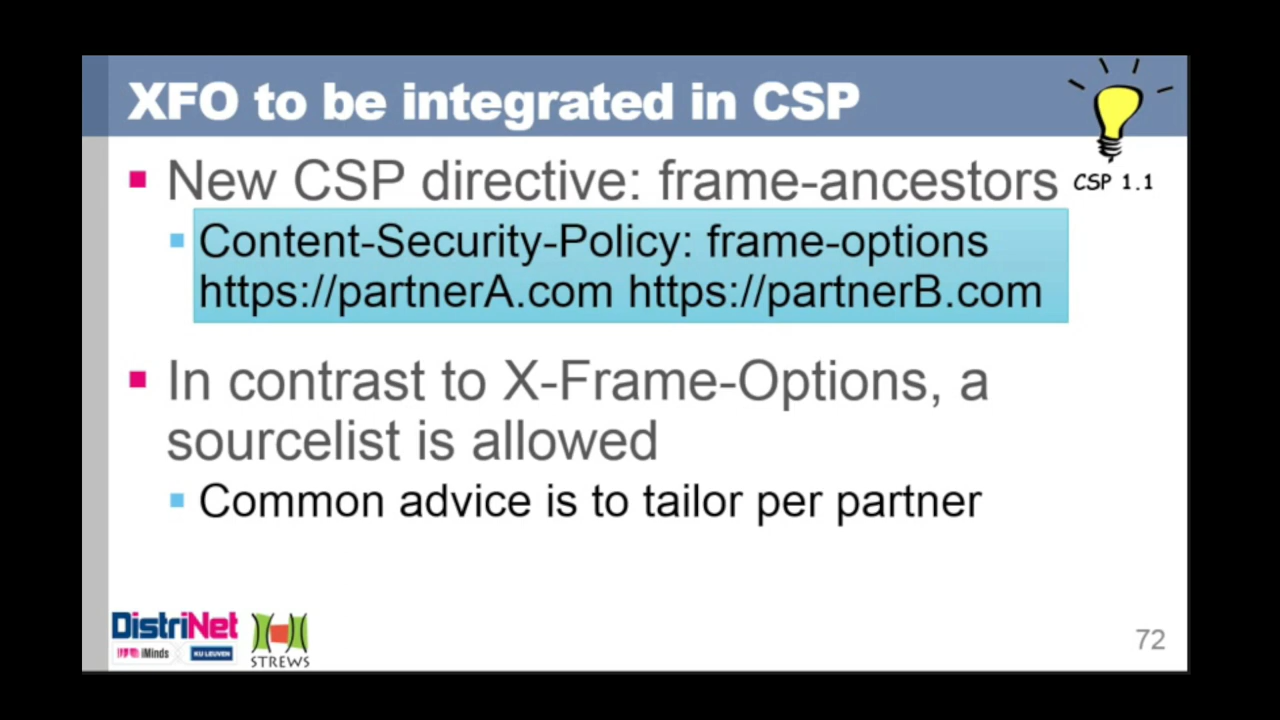 XFO to be integrated in CSP
New CSP directive: frame-ancestors
CSP 1.1
Content-Security-Policy: frame-options
https://partnerA.com https://partnerB.com
In contrast to X-Frame-Options, a
sourcelist is allowed
Common advice is to tailor per partner
DistriNet
iMinds
KU LEUVEN
STREWS
72